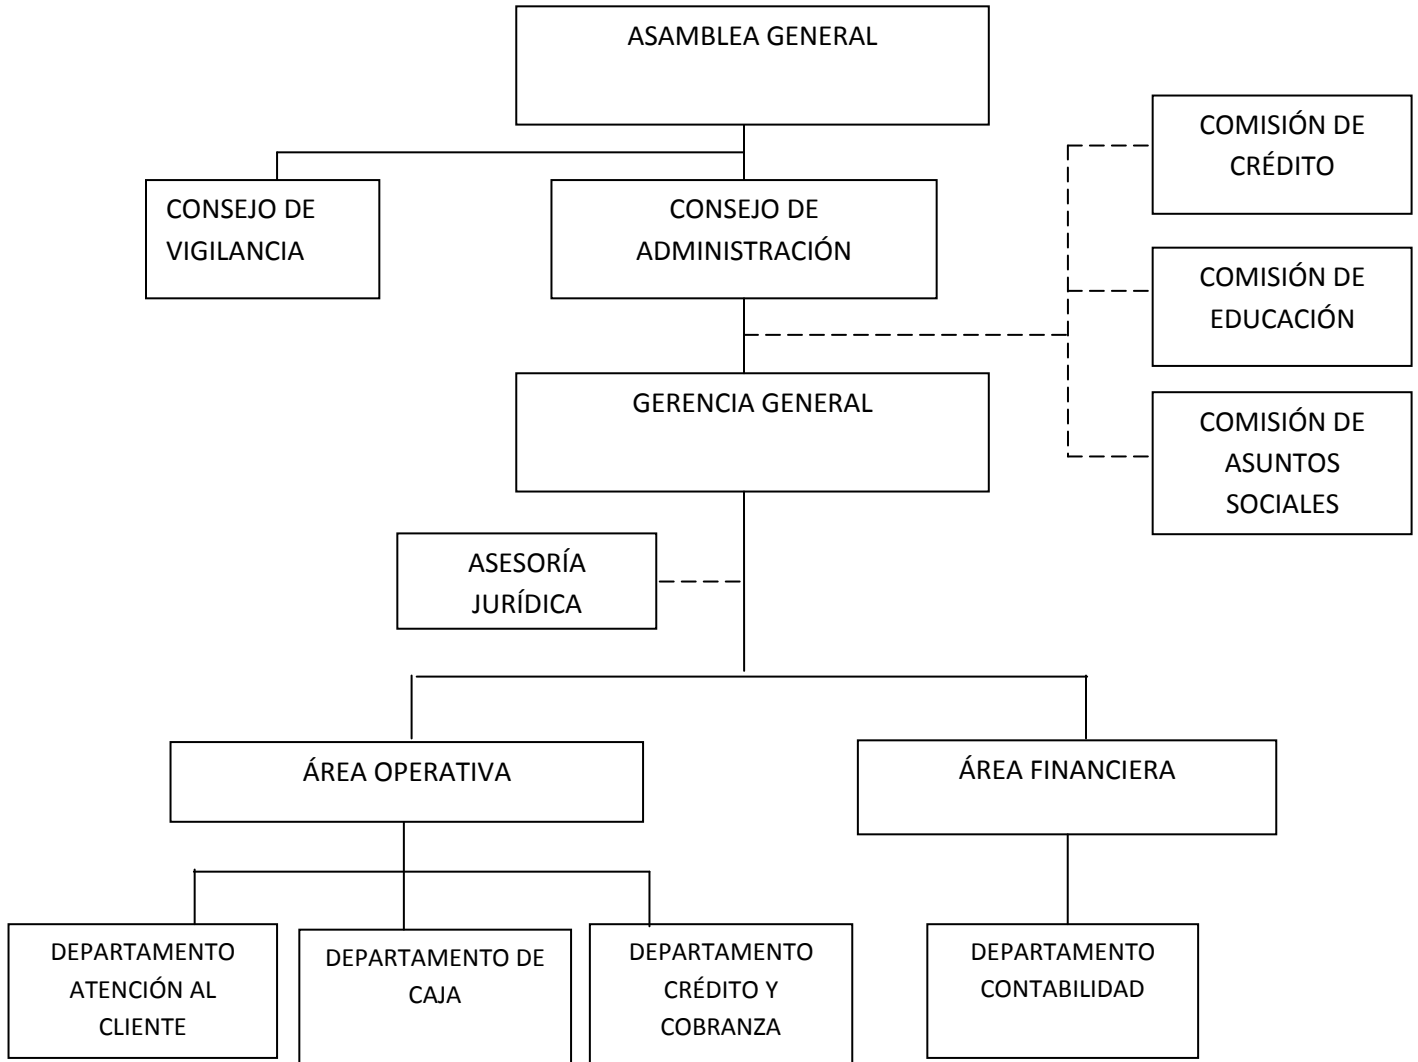 ASAMBLEA GENERAL
COMISIÓN DE
CRÉDITO
CONSEJO DE
VIGILANCIA
CONSEJO DE
ADMINISTRACIÓN
COMISIÓN DE
EDUCACIÓN
GERENCIA GENERAL
COMISIÓN DE
ASUNTOS
SOCIALES
ASESORÍA
JURÍDICA
ÁREA OPERATIVA
ÁREA FINANCIERA
DEPARTAMENTO
ATENCIÓN AL
CLIENTE
DEPARTAMENTO DE
CAJA
DEPARTAMENTO
CRÉDITO Y
COBRANZA
DEPARTAMENTO
CONTABILIDAD